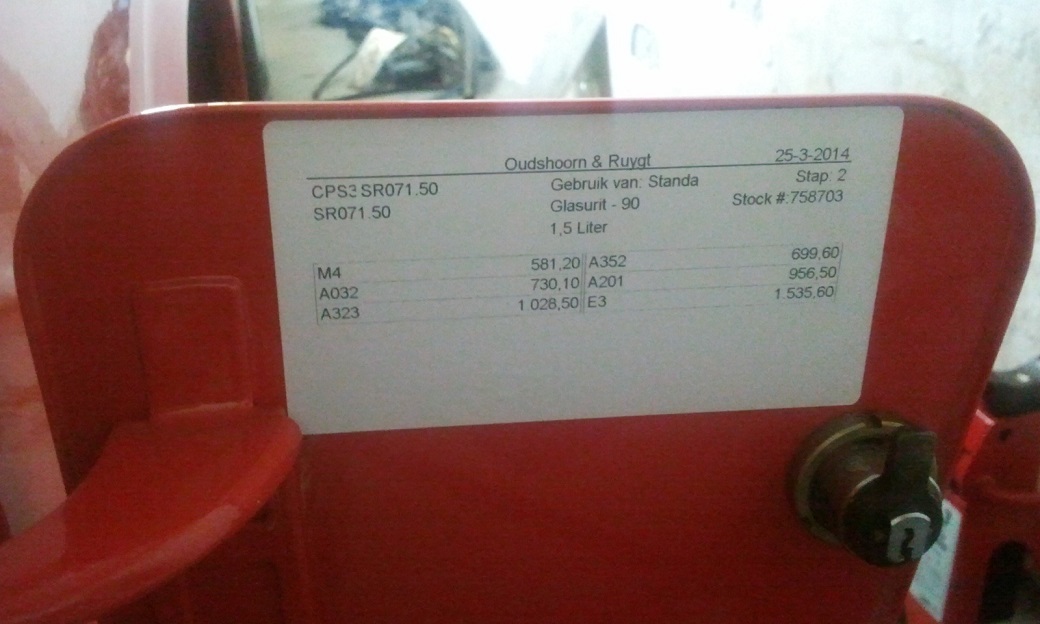 Oudshoorn & Ruygt 25-3-2014
CPS3 SR071.50 Gebruik van: Standa Stap: 2
SR071.50 Glasurit - 90 Stock #:758703
1,5 Liter
M4 581,20 A352 699,60
A032 730,10 A201 956,50
A323 1.028,50 E3 1.535,60